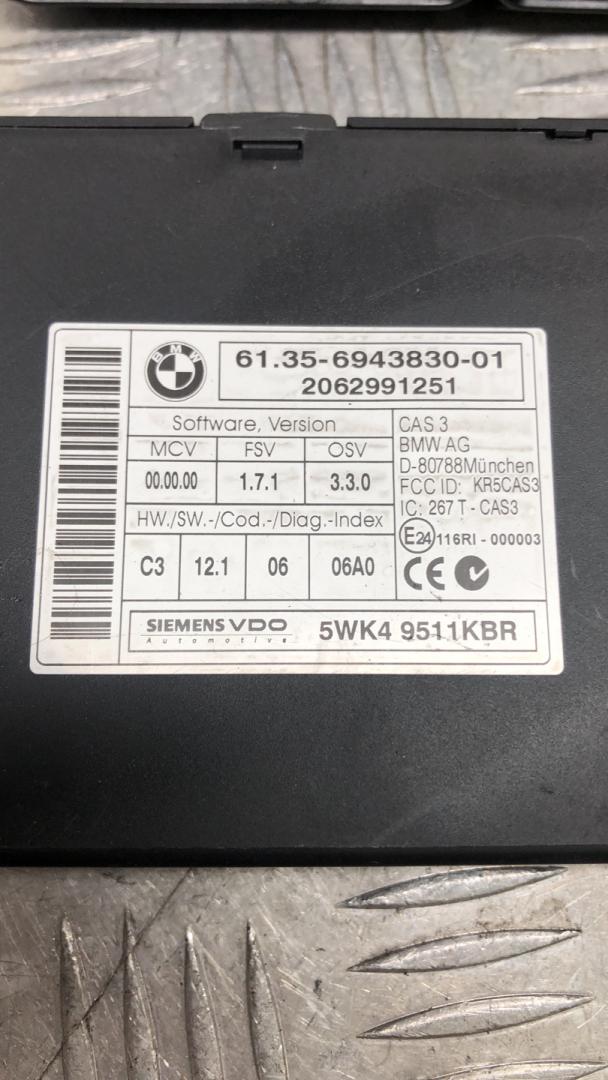 BMW
61.35-6943830-01
2062991251
Software, Version
MCV FSV OSV
00.00.00 1.7.1 3.3.0
HW./SW.-/Cod.-/Diag.-Index
C3 12.1 06 06A0
CAS 3
BMW AG
D-80788München
FCC ID: KR5CAS3
IC: 267 T - CAS3
E24 116RI - 000003
CE
SIEMENS VDO
Automotive
5WK4 9511KBR